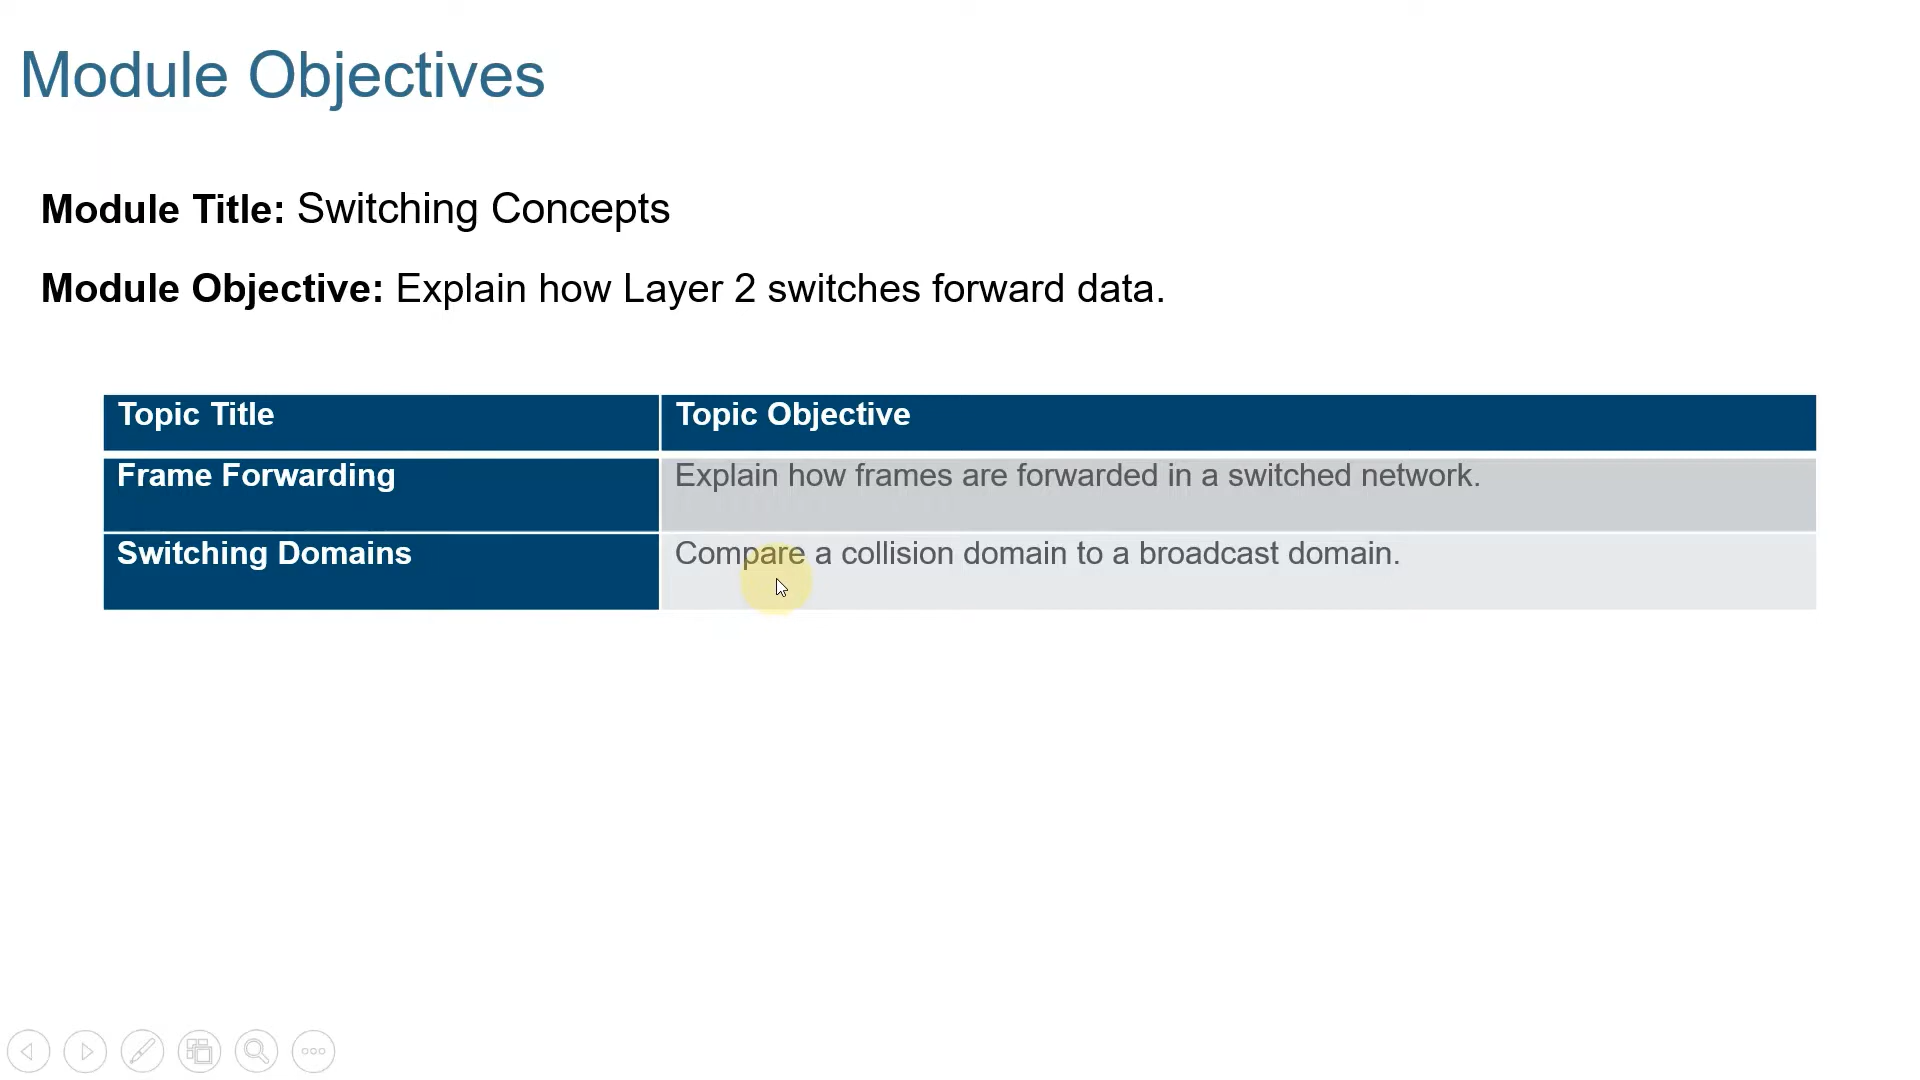 Module Objectives
Module Title: Switching Concepts
Module Objective: Explain how Layer 2 switches forward data.
Topic Title Topic Objective
Frame Forwarding Explain how frames are forwarded in a switched network.
Switching Domains Compare a collision domain to a broadcast domain.